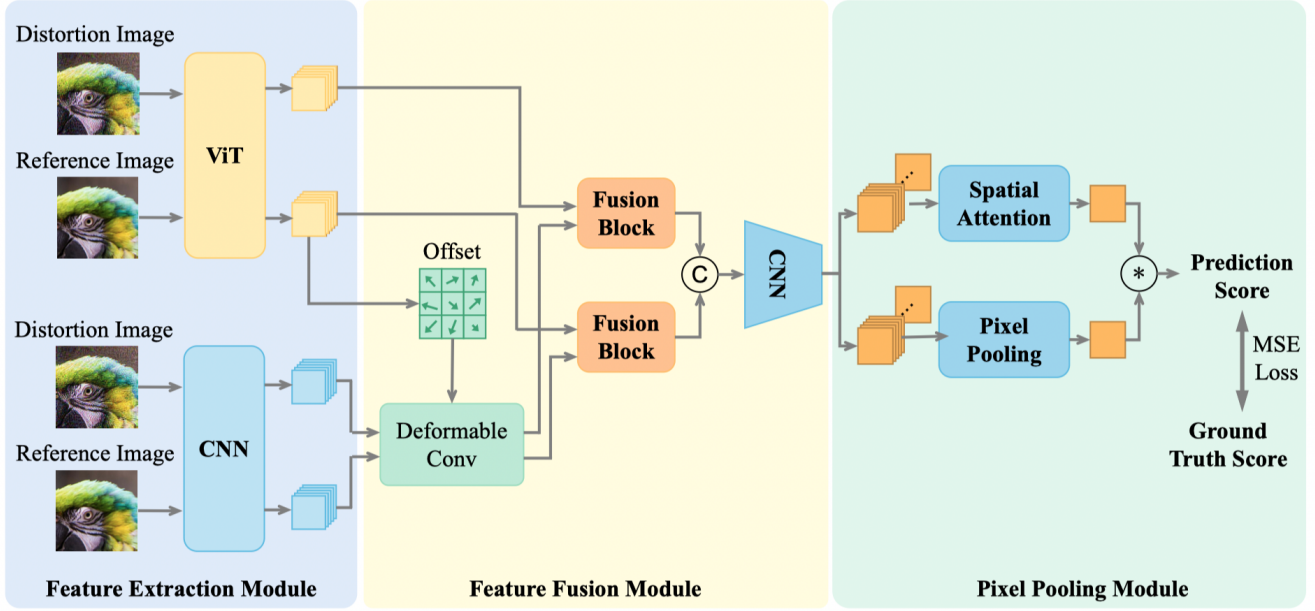 Distortion Image
ViT
Reference Image
Distortion Image
CNN
Reference Image
Feature Extraction Module
Offset
Deformable
Conv
Fusion
Block
Fusion
Block
C
CNN
Feature Fusion Module
Spatial
Attention
Pixel
Pooling
*
Prediction
Score
MSE
Loss
Ground
Truth Score
Pixel Pooling Module